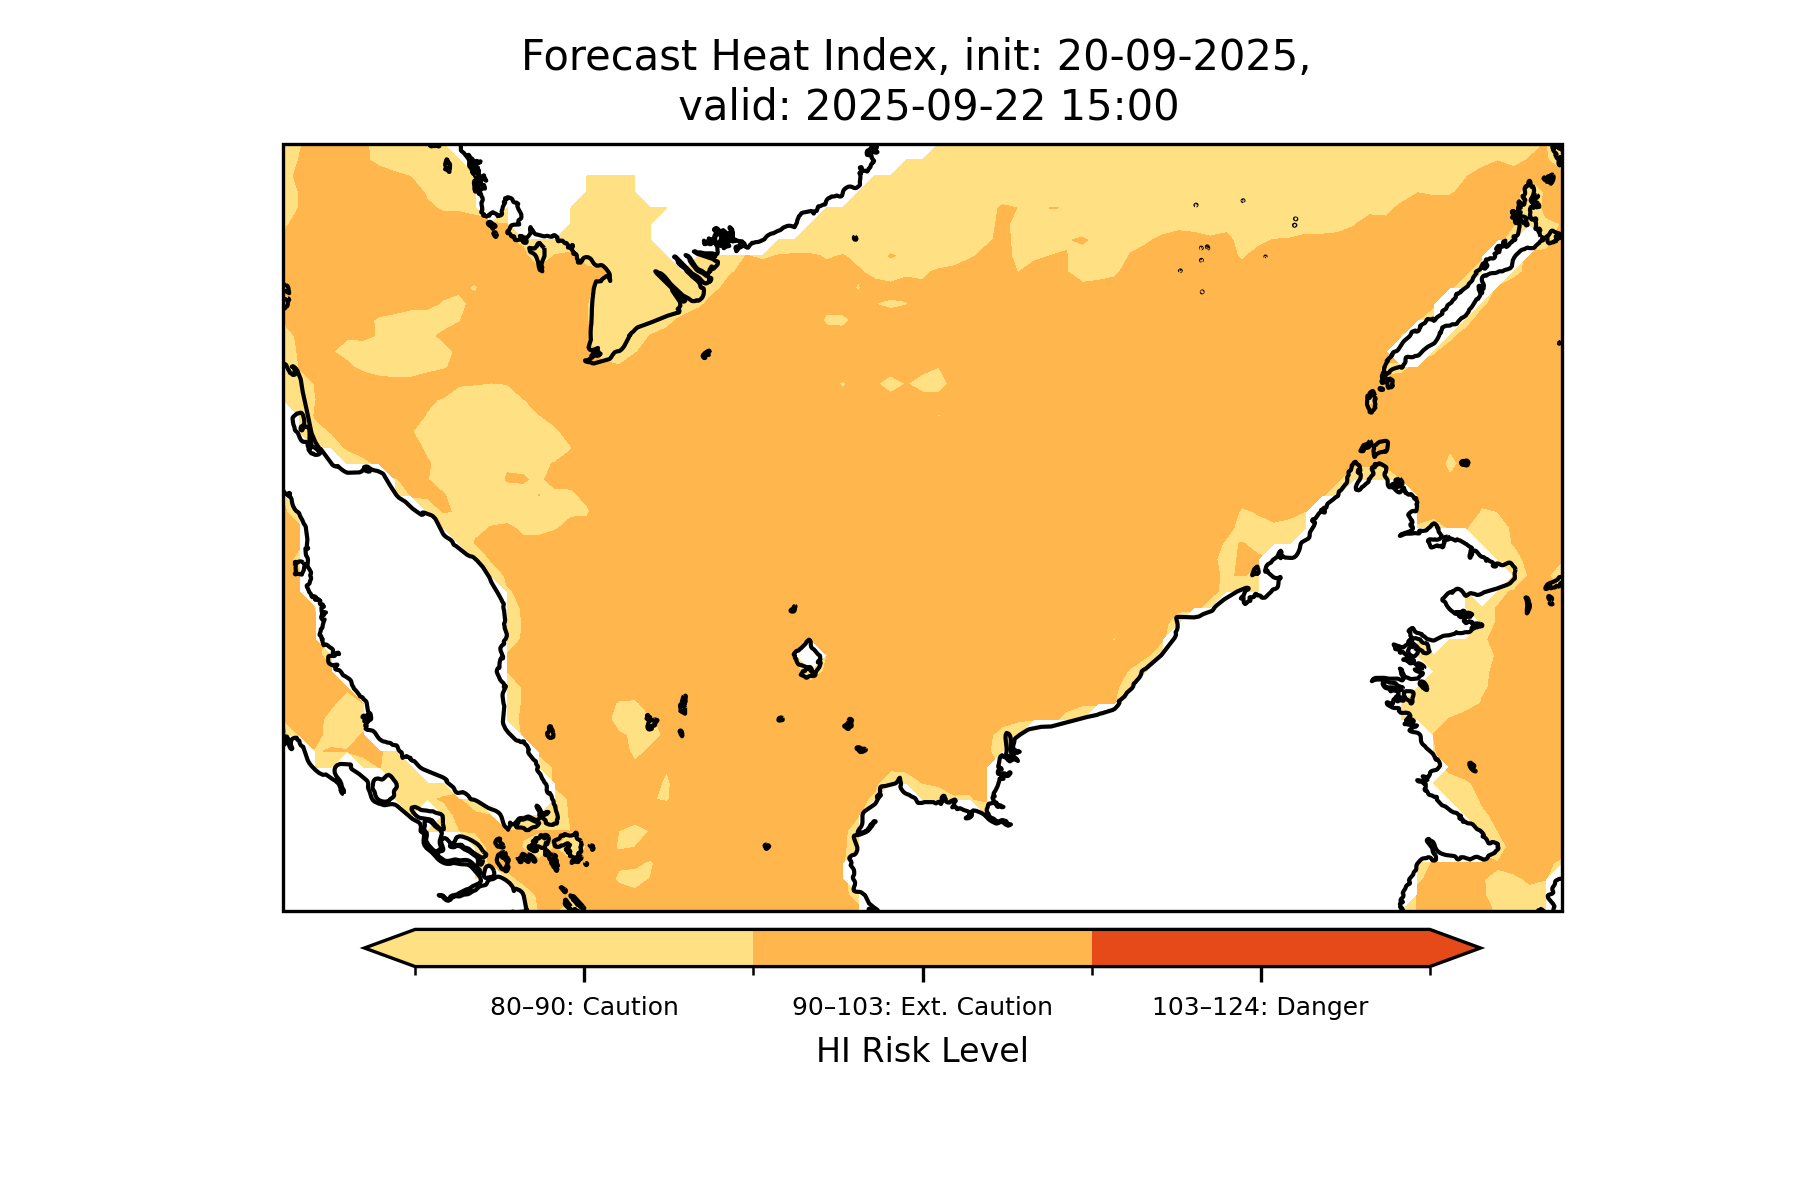 Forecast Heat Index, init: 20-09-2025,
valid: 2025-09-22 15:00
80–90: Caution
90–103: Ext. Caution
103–124: Danger
HI Risk Level